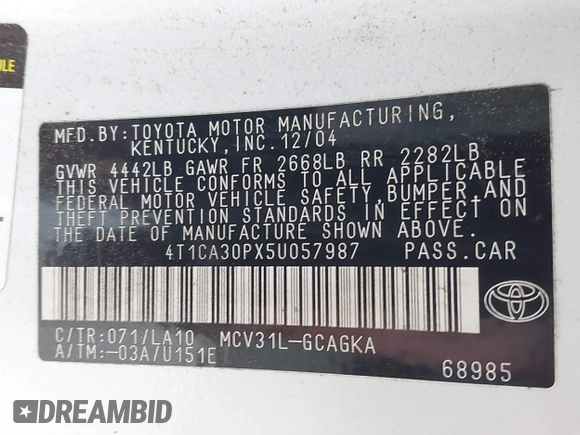 ULE
MFD.BY:TOYOTA MOTOR MANUFACTURING,
KENTUCKY, INC. 12/04
GVWR 4442LB GAWR FR 2668LB RR 2282LB
THIS VEHICLE CONFORMS TO ALL APPLICABLE
FEDERAL MOTOR VEHICLE SAFETY, BUMPER, AND
THEFT PREVENTION STANDARDS IN EFFECT ON
THE DATE OF MANUFACTURE SHOWN ABOVE.
4T1CA30PX5U057987 PASS.CAR
C/TR:071/LA10 MCV31L-GCAGKA
A/TM:-03A/U151E
68985
TOYOTA
DREAMBID